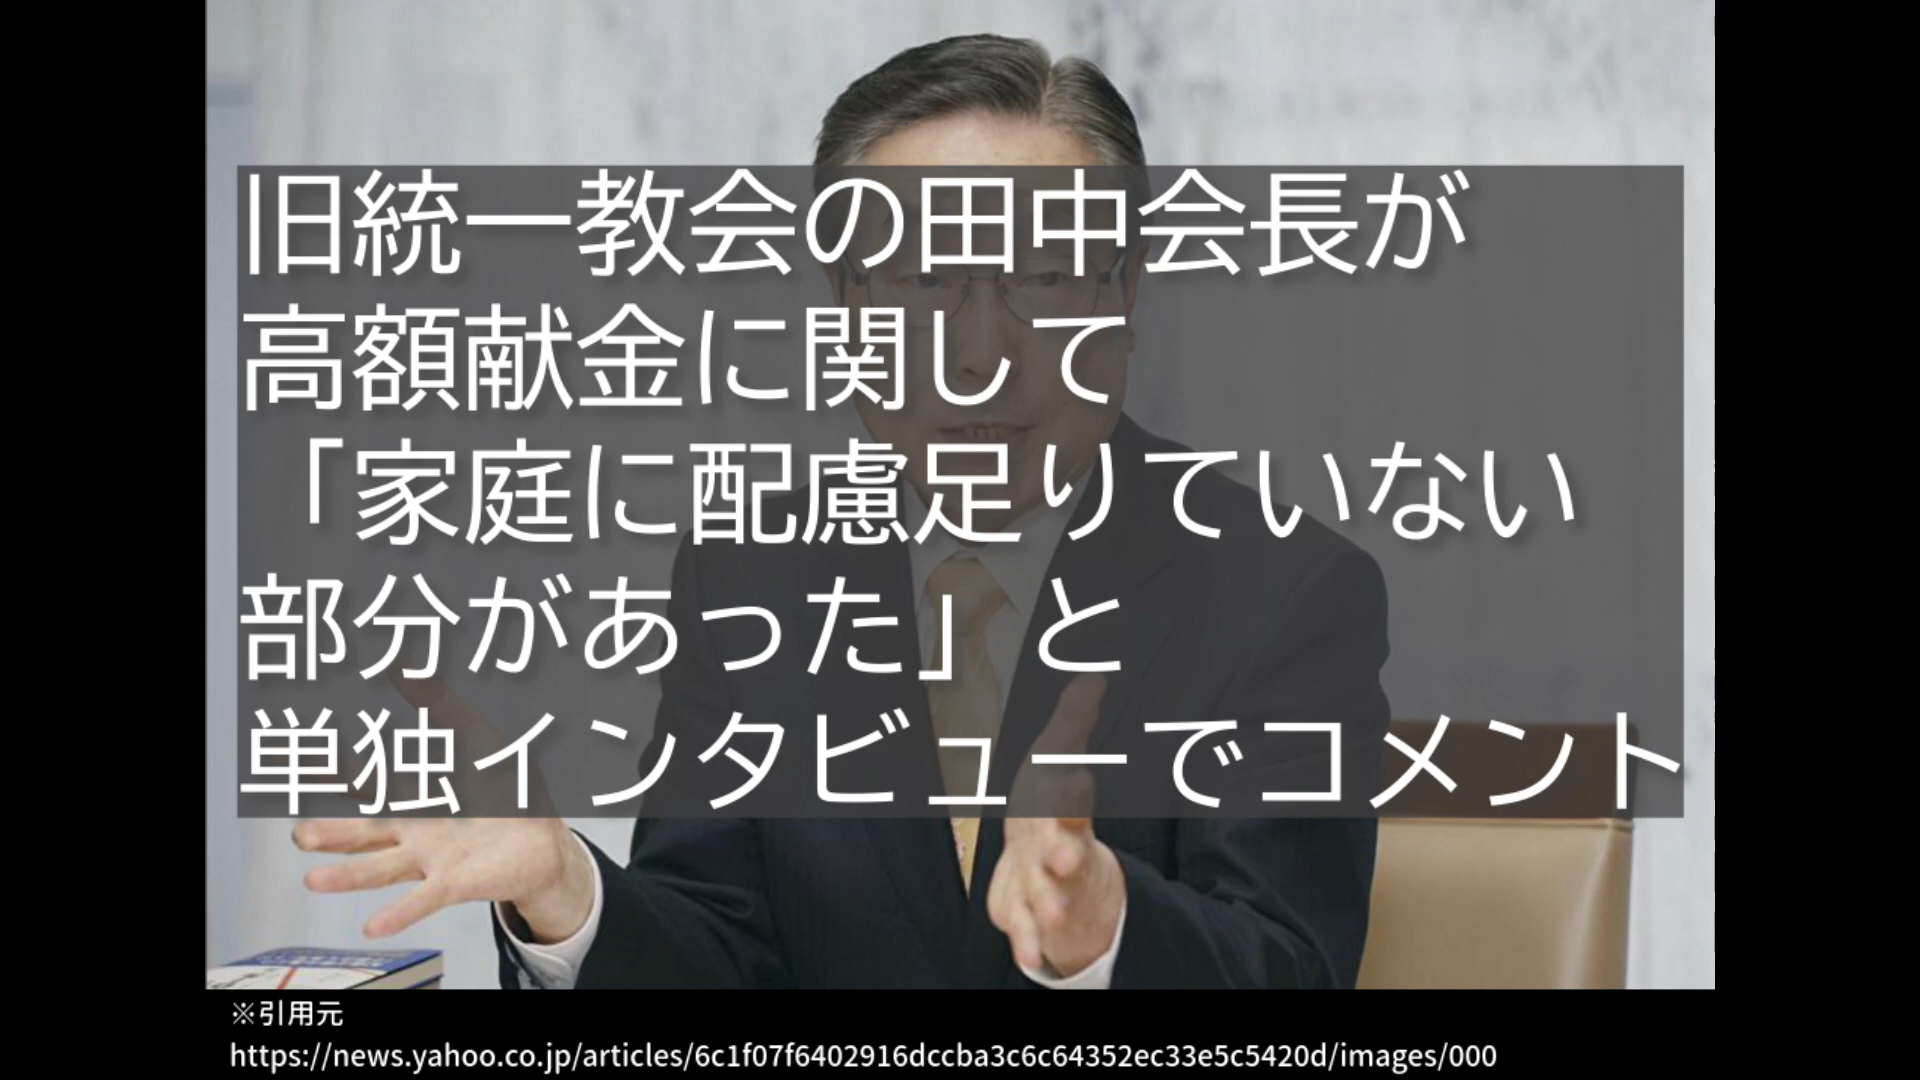 旧統一教会の田中会長が
高額献金に関して
「家庭に配慮足りていない
部分があった」と
単独インタビューでコメント
※引用元
https://news.yahoo.co.jp/articles/6c1f07f6402916dccba3c6c64352ec33e5c5420d/images/000